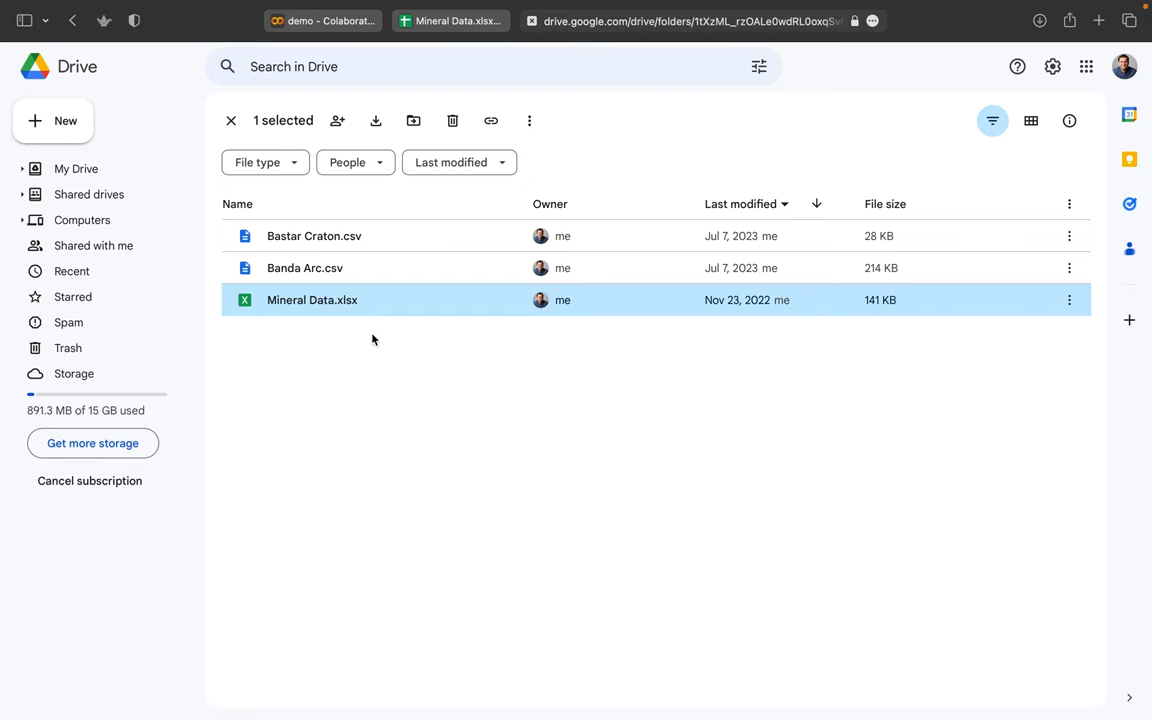 demo - Colaborat...
Mineral Data.xlsx...
drive.google.com/drive/folders/1tXzML_rzOALe0wdRL0oxqSv
Drive
Search in Drive
New
1 selected
My Drive
Shared drives
Computers
Shared with me
Recent
Starred
Spam
Trash
Storage
891.3 MB of 15 GB used
Get more storage
Cancel subscription
File type
People
Last modified
Name Owner Last modified File size
Bastar Craton.csv me Jul 7, 2023 me 28 KB
Banda Arc.csv me Jul 7, 2023 me 214 KB
X Mineral Data.xlsx me Nov 23, 2022 me 141 KB
31